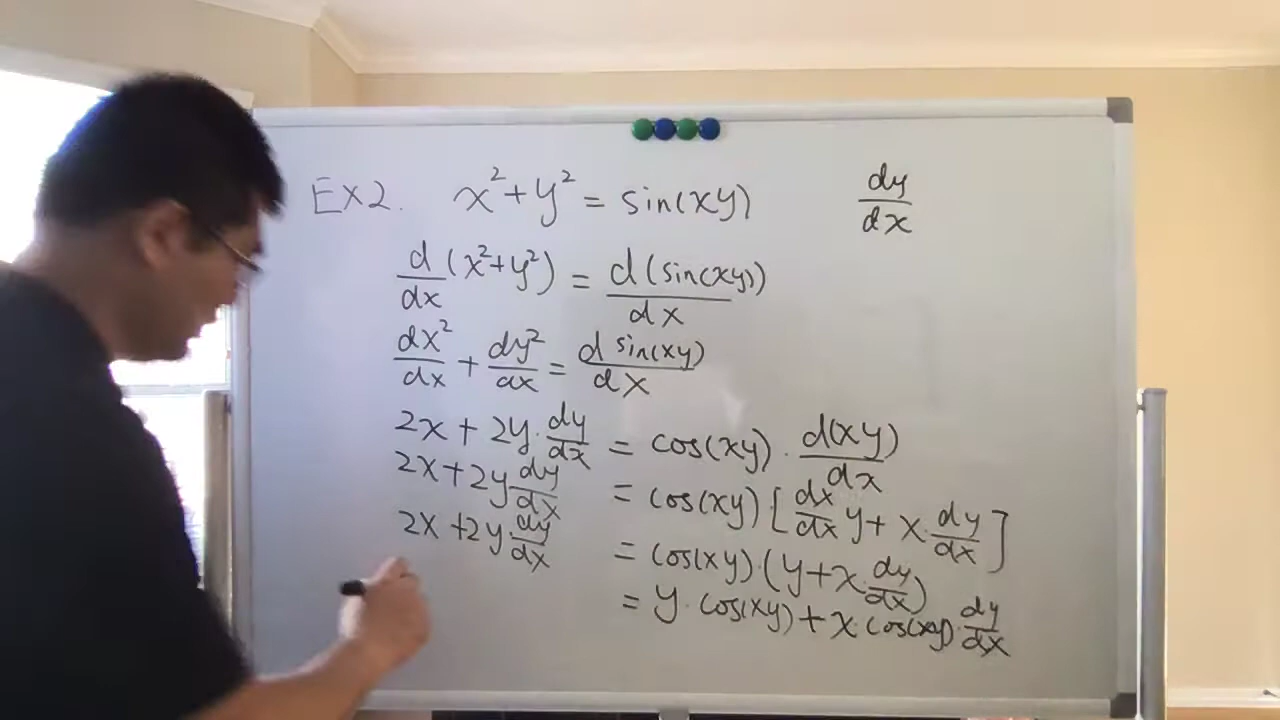 EX2. x²+y² = sin(xy) dy/dx
d/dx (x²+y²) = d(sin(xy))/dx
dx²/dx + dy²/dx = d sin(xy)/dx
2x + 2y·dy/dx = cos(xy)·d(xy)/dx
2x+2y dy/dx = cos(xy)[dx/dx y+ x·dy/dx]
2x+2y dy/dx = cos(xy)·(y+x·dy/dx)
= y·cos(xy)+x·cos(xy)·dy/dx